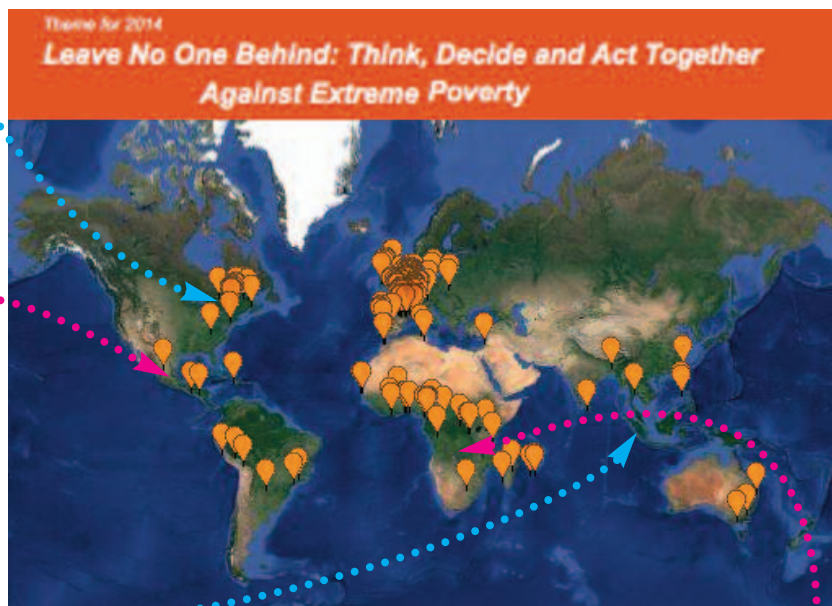 Theme for 2014
Leave No One Behind: Think, Decide and Act Together
Against Extreme Poverty